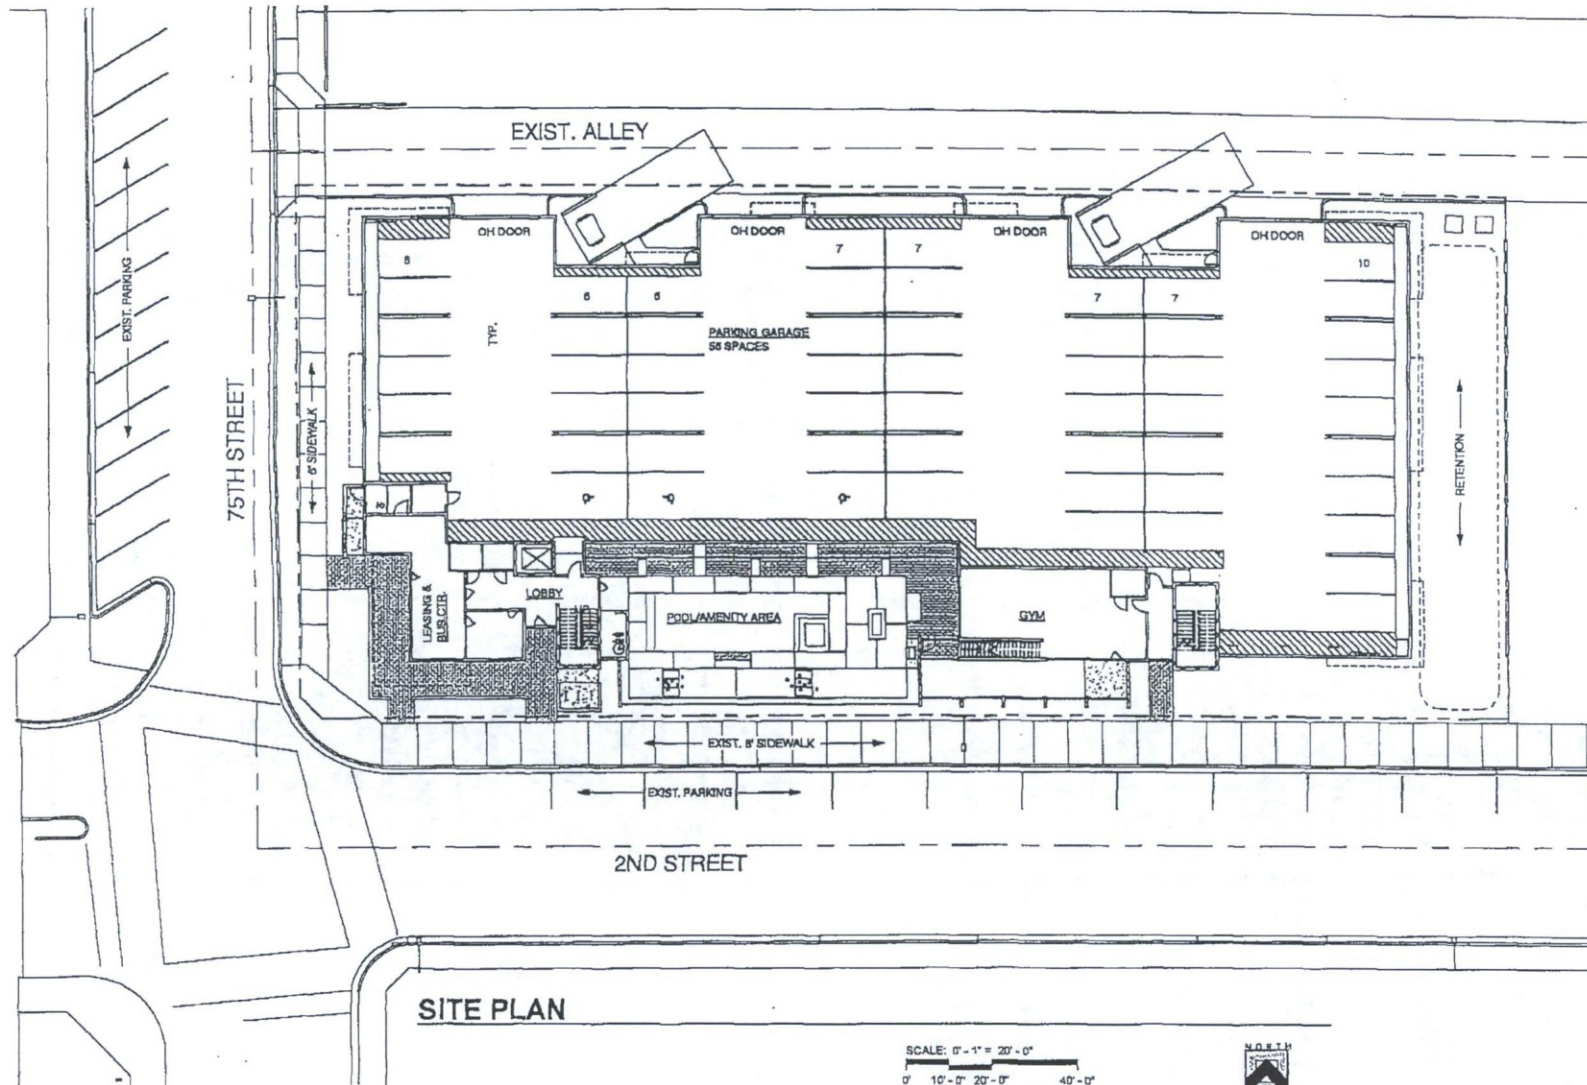 EXIST. ALLEY
OH DOOR
OH DOOR
OH DOOR
OH DOOR
7
7
10
6
6
7
7
EXIST. PARKING
TYP.
PARKING GARAGE
SPACES
75TH STREET
SIDEWALK
RETENTION
LEASING &
BUS. CTR.
LOBBY
UP
POOL/AMENITY AREA
GYM
EXIST. 8' SIDEWALK
EXIST. PARKING
2ND STREET
SITE PLAN
SCALE: 0'-1" = 20'-0"
0' 10'-0" 20'-0" 40'-0"
NORTH